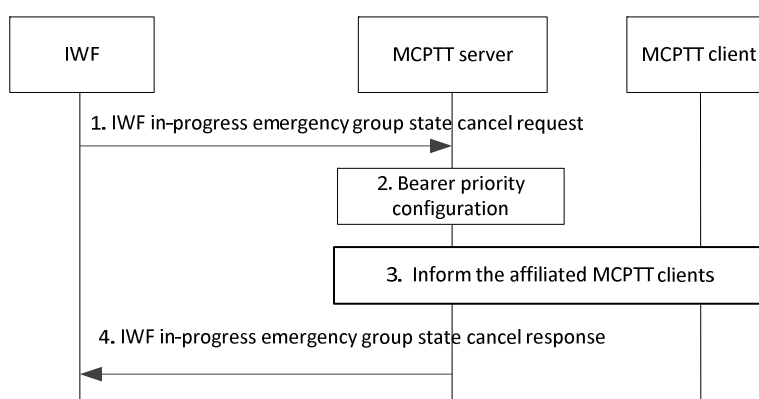 IWF
MCPTT server
MCPTT client
1. IWF in-progress emergency group state cancel request
2. Bearer priority
configuration
3. Inform the affiliated MCPTT clients
4. IWF in-progress emergency group state cancel response